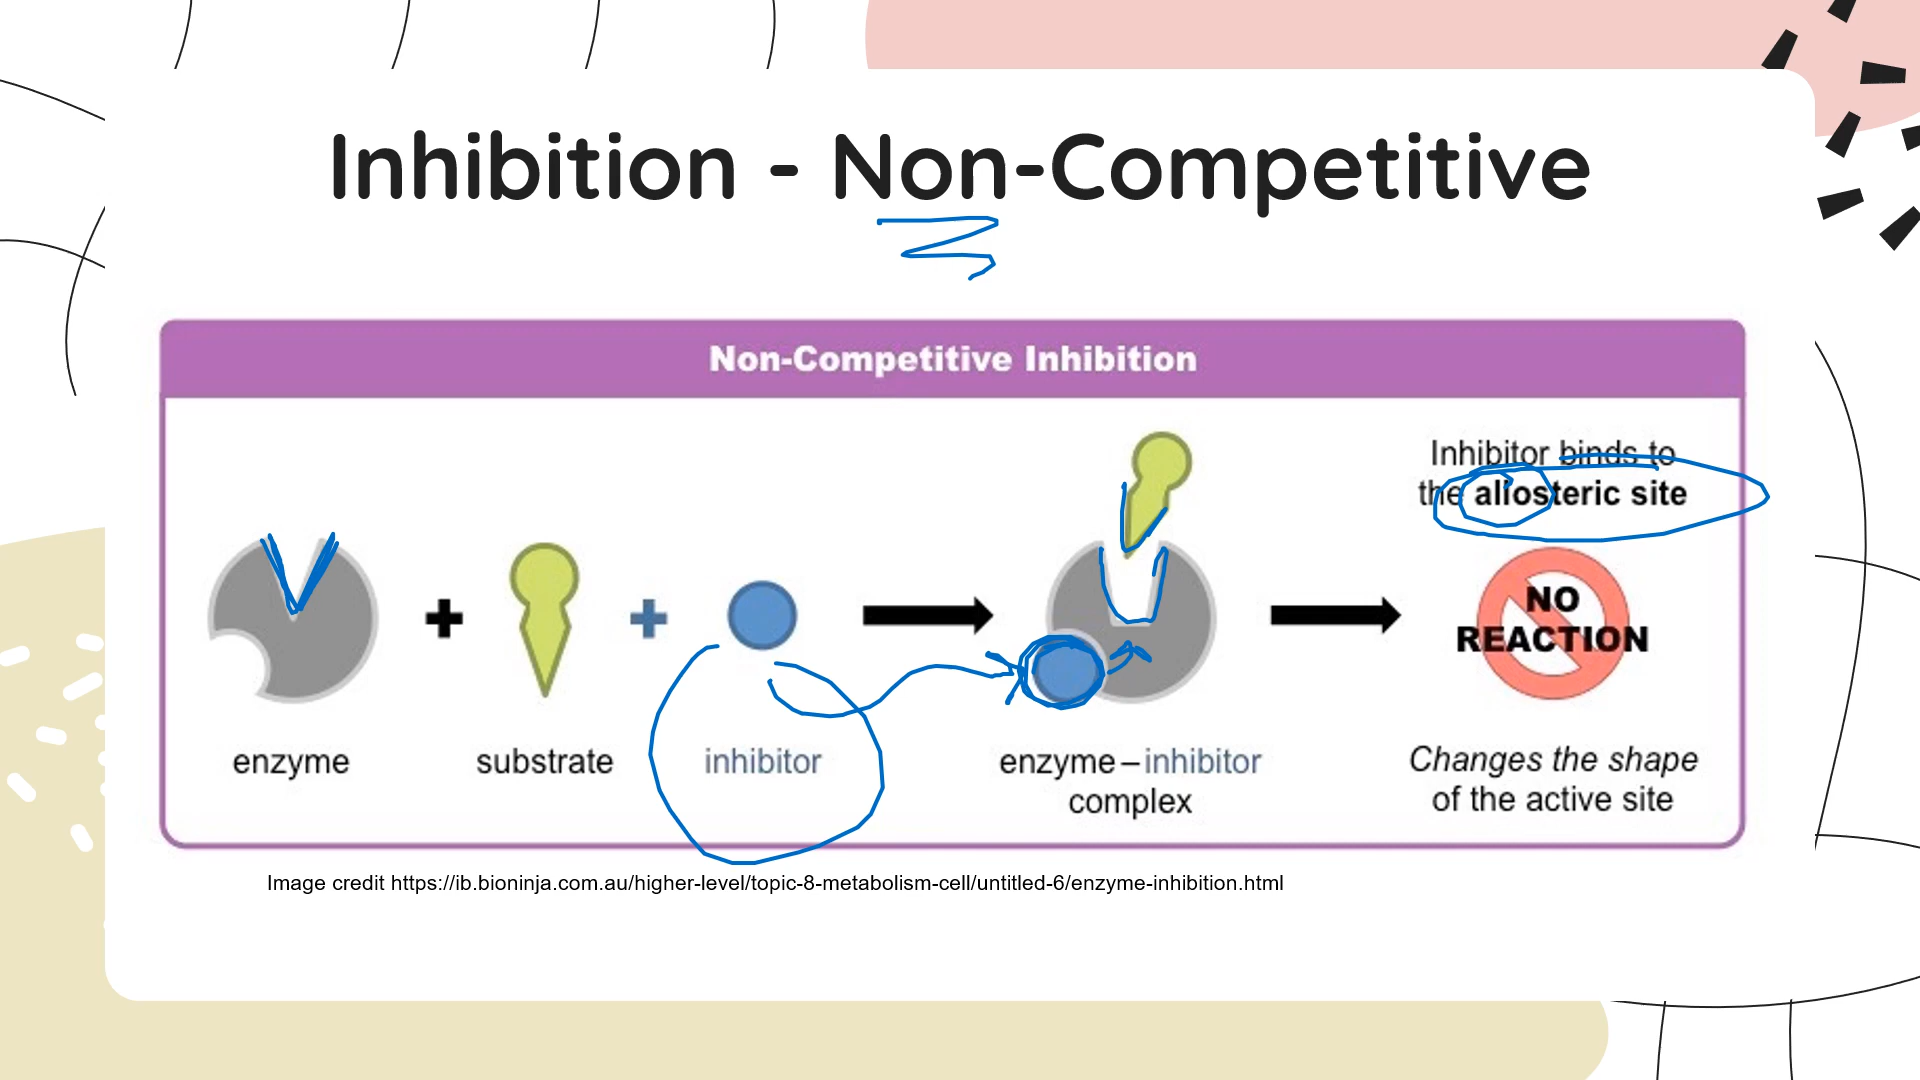 Inhibition - Non-Competitive
Non-Competitive Inhibition
Inhibitor binds to
the allosteric site
NO
REACTION
enzyme
substrate
inhibitor
enzyme–inhibitor
complex
Changes the shape
of the active site
Image credit https://ib.bioninja.com.au/higher-level/topic-8-metabolism-cell/untitled-6/enzyme-inhibition.html